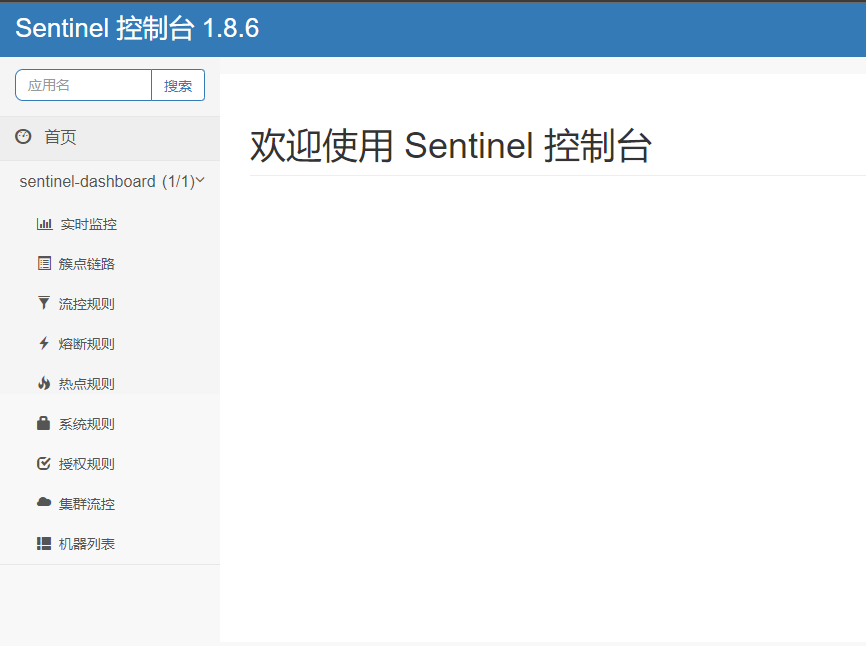 Sentinel 控制台 1.8.6
应用名 搜索
首页
sentinel-dashboard (1/1)
实时监控
簇点链路
流控规则
熔断规则
热点规则
系统规则
授权规则
集群流控
机器列表
欢迎使用 Sentinel 控制台